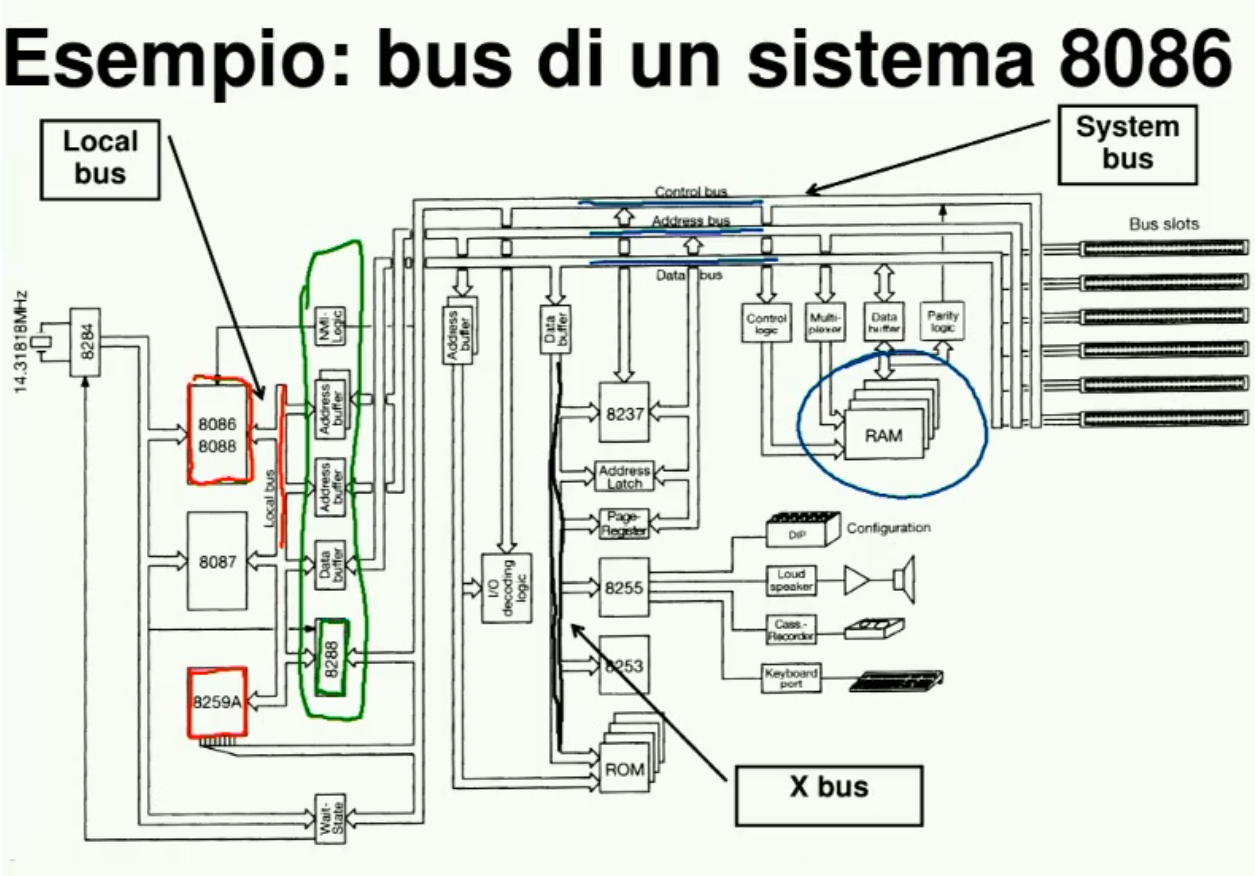 Esempio: bus di un sistema 8086
Local
bus
System
bus
Control bus
Address bus
Data bus
Bus slots
14.31818MHz
8284
NMI-
Logic
Address
buffer
Data
buffer
Control
logic
Multi-
plexer
Data
buffer
Parity
logic
8086
8088
Address
buffer
8237
RAM
Local bus
Address
buffer
Address
Latch
Page-
Register
DIP
Configuration
8087
Data
buffer
I/O
decoding
logic
8255
Loud
speaker
Cass.-
Recorder
8288
8253
Keyboard
port
8259A
ROM
X bus
Wait-
State